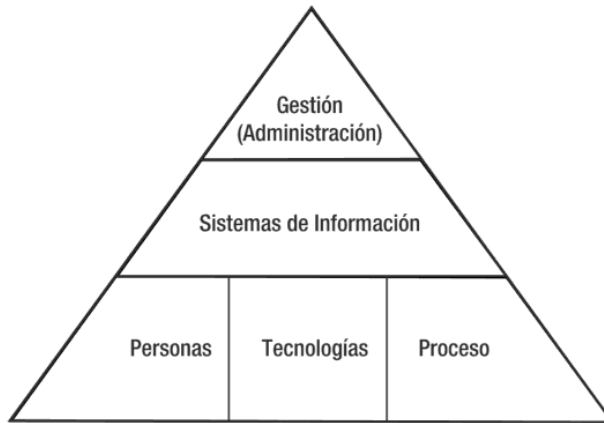 Gestión
(Administración)
Sistemas de Información
Personas
Tecnologías
Proceso